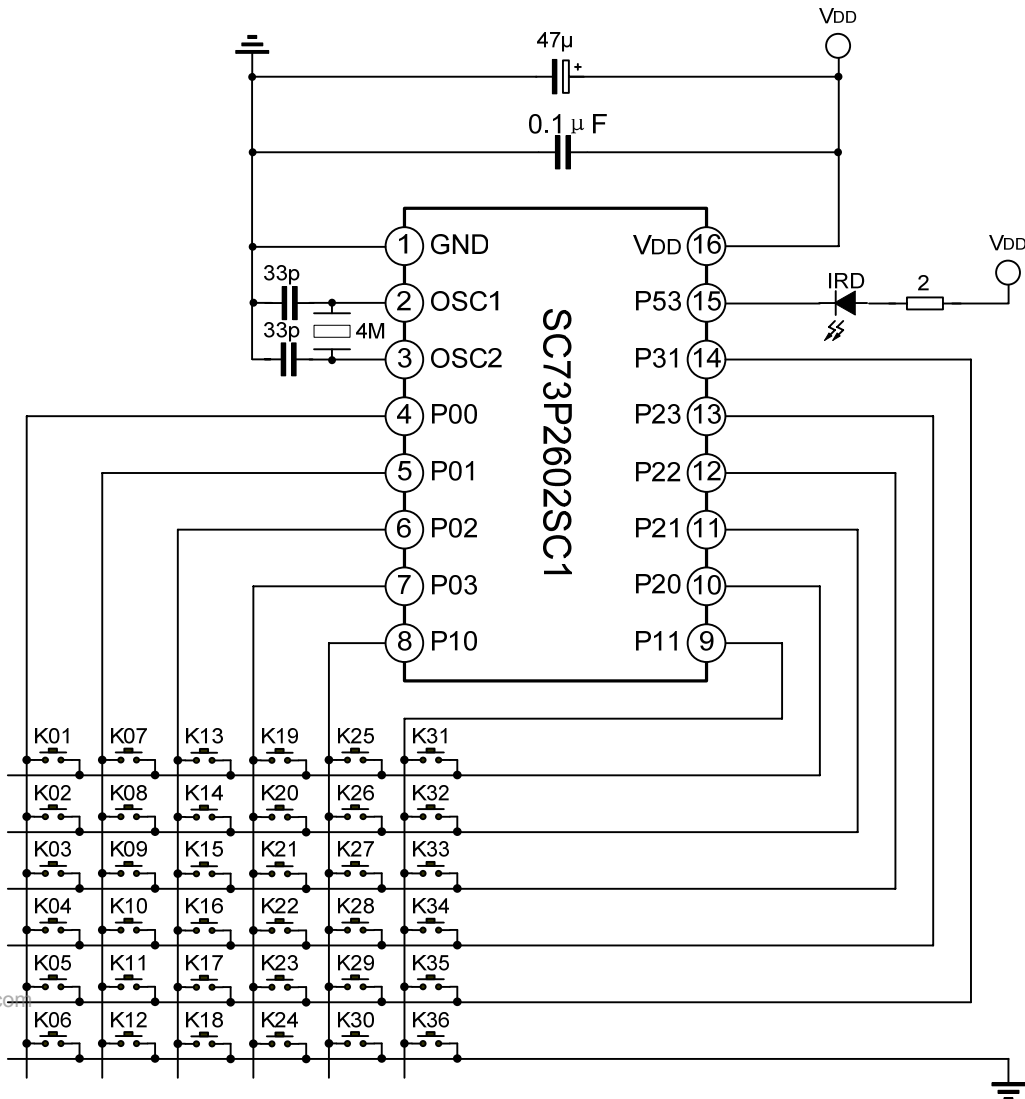 VDD
47μ
+
0.1 μ F
1 GND VDD 16
VDD
33p
2 OSC1 P53 15
IRD
2
33p
4M
3 OSC2 P31 14
4 P00 P23 13
5 P01 P22 12
6 P02 P21 11
7 P03 P20 10
8 P10 P11 9
SC73P2602SC1
K01 K07 K13 K19 K25 K31
K02 K08 K14 K20 K26 K32
K03 K09 K15 K21 K27 K33
K04 K10 K16 K22 K28 K34
K05 K11 K17 K23 K29 K35
com
K06 K12 K18 K24 K30 K36